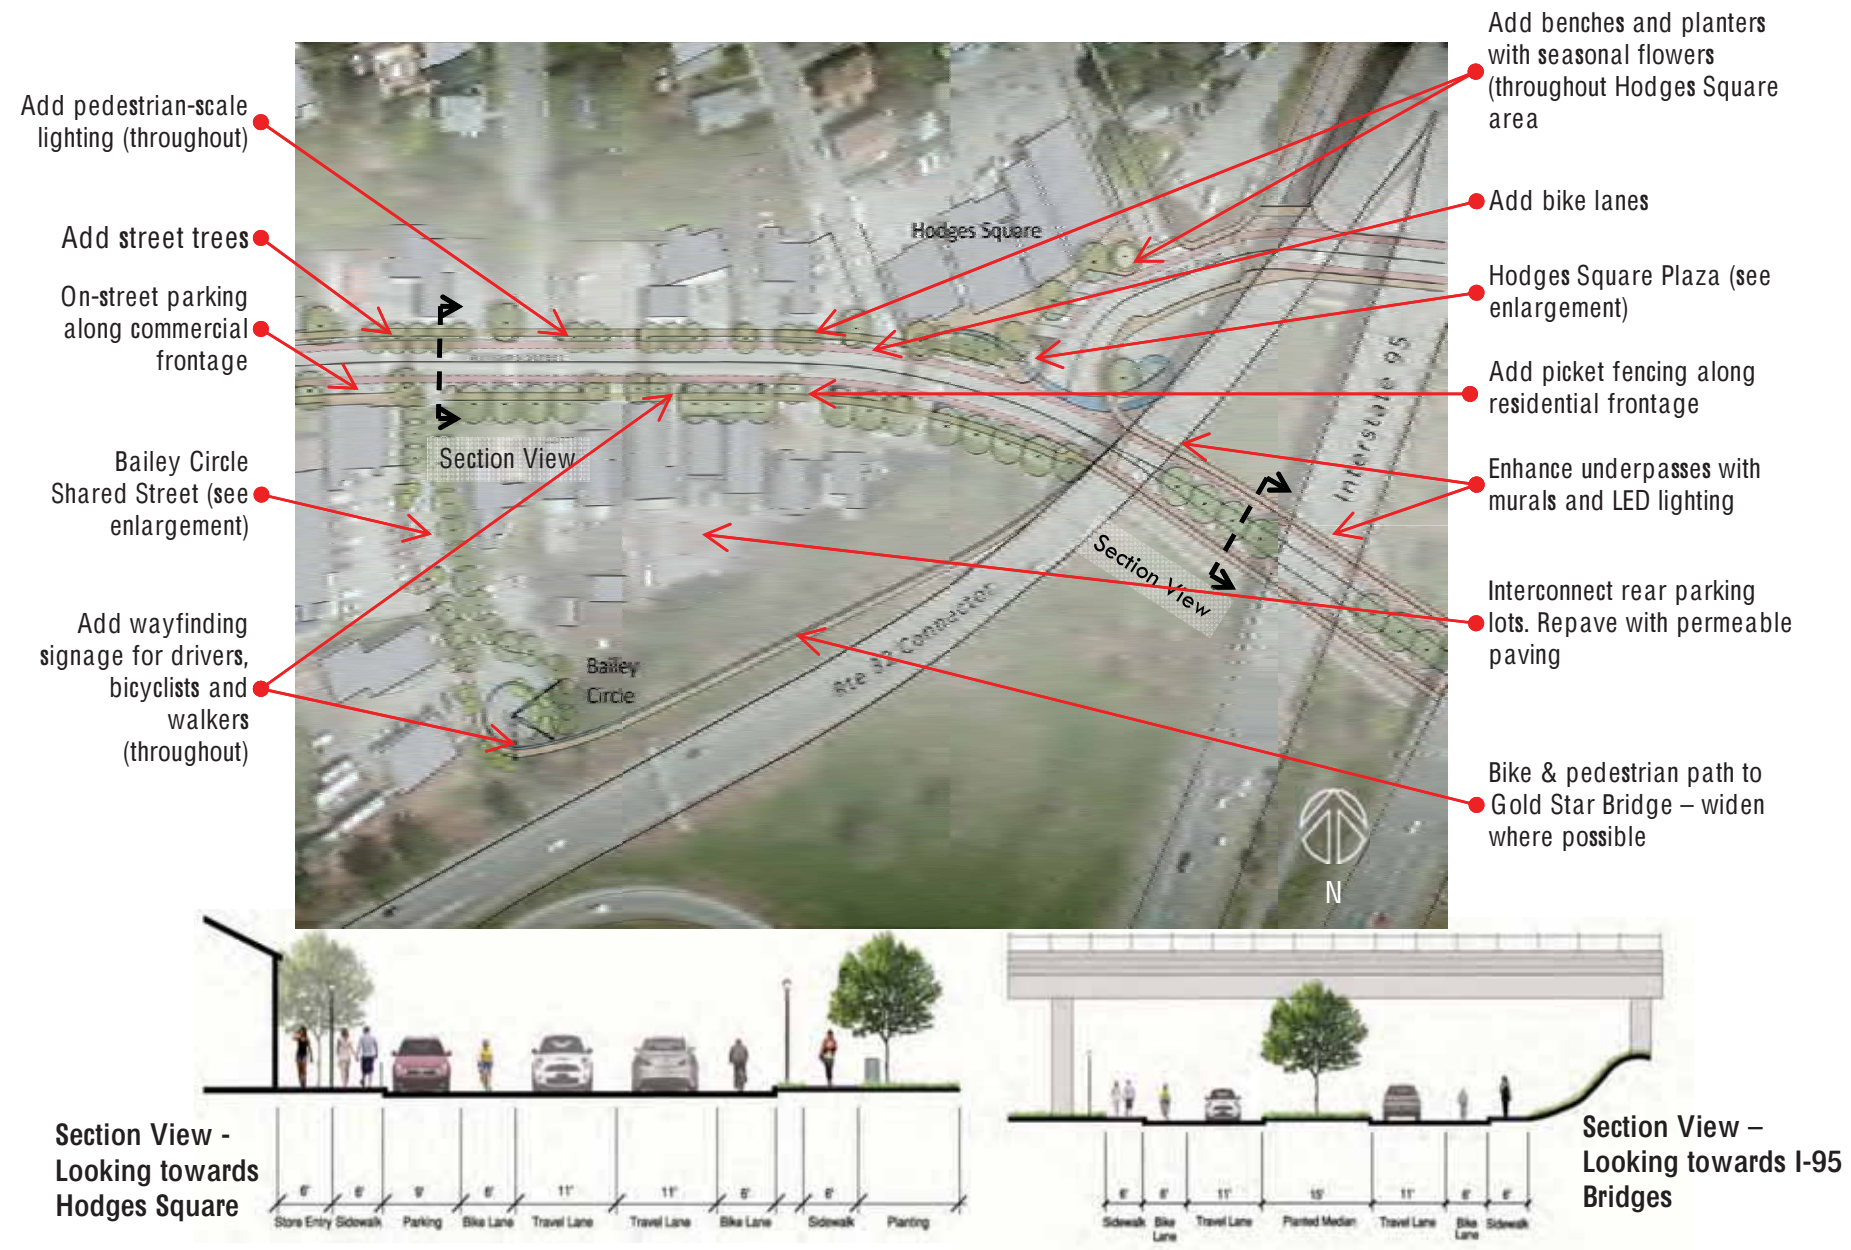 Add benches and planters
with seasonal flowers
(throughout Hodges Square
area
Add pedestrian-scale
lighting (throughout)
Add street trees
On-street parking
along commercial
frontage
Bailey Circle
Shared Street (see
enlargement)
Add wayfinding
signage for drivers,
bicyclists and
walkers
(throughout)
Add bike lanes
Hodges Square Plaza (see
enlargement)
Add picket fencing along
residential frontage
Enhance underpasses with
murals and LED lighting
Interconnect rear parking
lots. Repave with permeable
paving
Bike & pedestrian path to
Gold Star Bridge – widen
where possible
Hodges Square
Williams Street
Section View
Interstate 95
Section View
Rte 32 Connector
Bailey
Circle
N
Section View -
Looking towards
Hodges Square
6' 6' 9' 6' 11' 11' 6' 6'
Store Entry Sidewalk Parking Bike Lane Travel Lane Travel Lane Bike Lane Sidewalk Planting
Section View –
Looking towards I-95
Bridges
6' 6' 11' 15' 11' 6' 6'
Sidewalk Bike Lane Travel Lane Planted Median Travel Lane Bike Lane Sidewalk